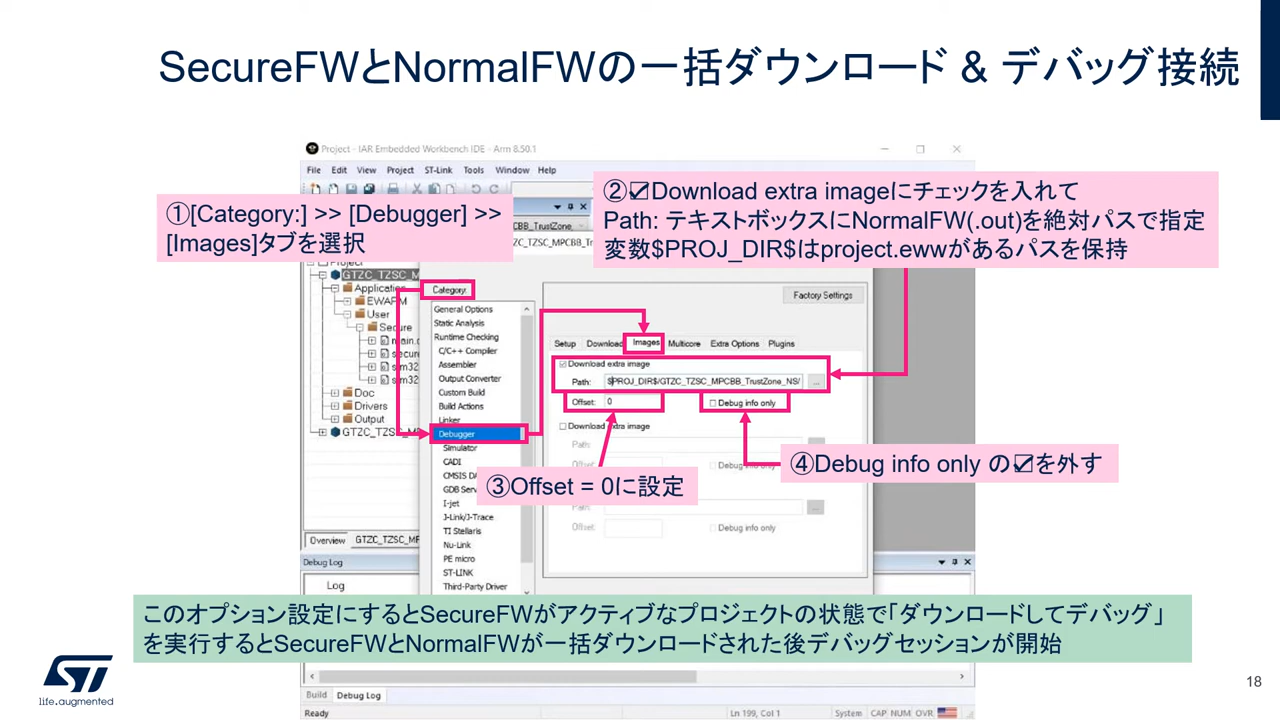 SecureFWとNormalFWの一括ダウンロード & デバッグ接続
Project - IAR Embedded Workbench IDE - Arm 8.50.1
File Edit View Project ST-Link Tools Window Help
①[Category:] >> [Debugger] >>
[Images]タブを選択
②☑Download extra imageにチェックを入れて
Path: テキストボックスにNormalFW(.out)を絶対パスで指定
変数$PROJ_DIR$はproject.ewwがあるパスを保持
GTZC_TZSC_M
Application
EWARM
User
Secure
main.c
secure
stm32
stm32
Doc
Drivers
Output
GTZC_TZSC_MP
Category:
General Options
Static Analysis
Runtime Checking
C/C++ Compiler
Assembler
Output Converter
Custom Build
Build Actions
Linker
Debugger
Simulator
CADI
CMSIS DA
GDB Serv
I-jet
J-Link/J-Trace
TI Stellaris
Nu-Link
PE micro
ST-LINK
Third-Party Driver
Factory Settings
Setup Download Images Multicore Extra Options Plugins
Download extra image
Path: $PROJ_DIR$/GTZC_TZSC_MPCBB_TrustZone_NS/ ...
Offset: 0 Debug info only
Download extra image
Path:
Offset:
③Offset = 0に設定
④Debug info only の☑を外す
Path: ...
Offset: Debug info only
Overview GTZC_TZSC_MP
Debug Log
Log
このオプション設定にするとSecureFWがアクティブなプロジェクトの状態で「ダウンロードしてデバッグ」
を実行するとSecureFWとNormalFWが一括ダウンロードされた後デバッグセッションが開始
Build Debug Log
Ready Ln 199, Col 1 System CAP NUM OVR
ST
life.augmented
18